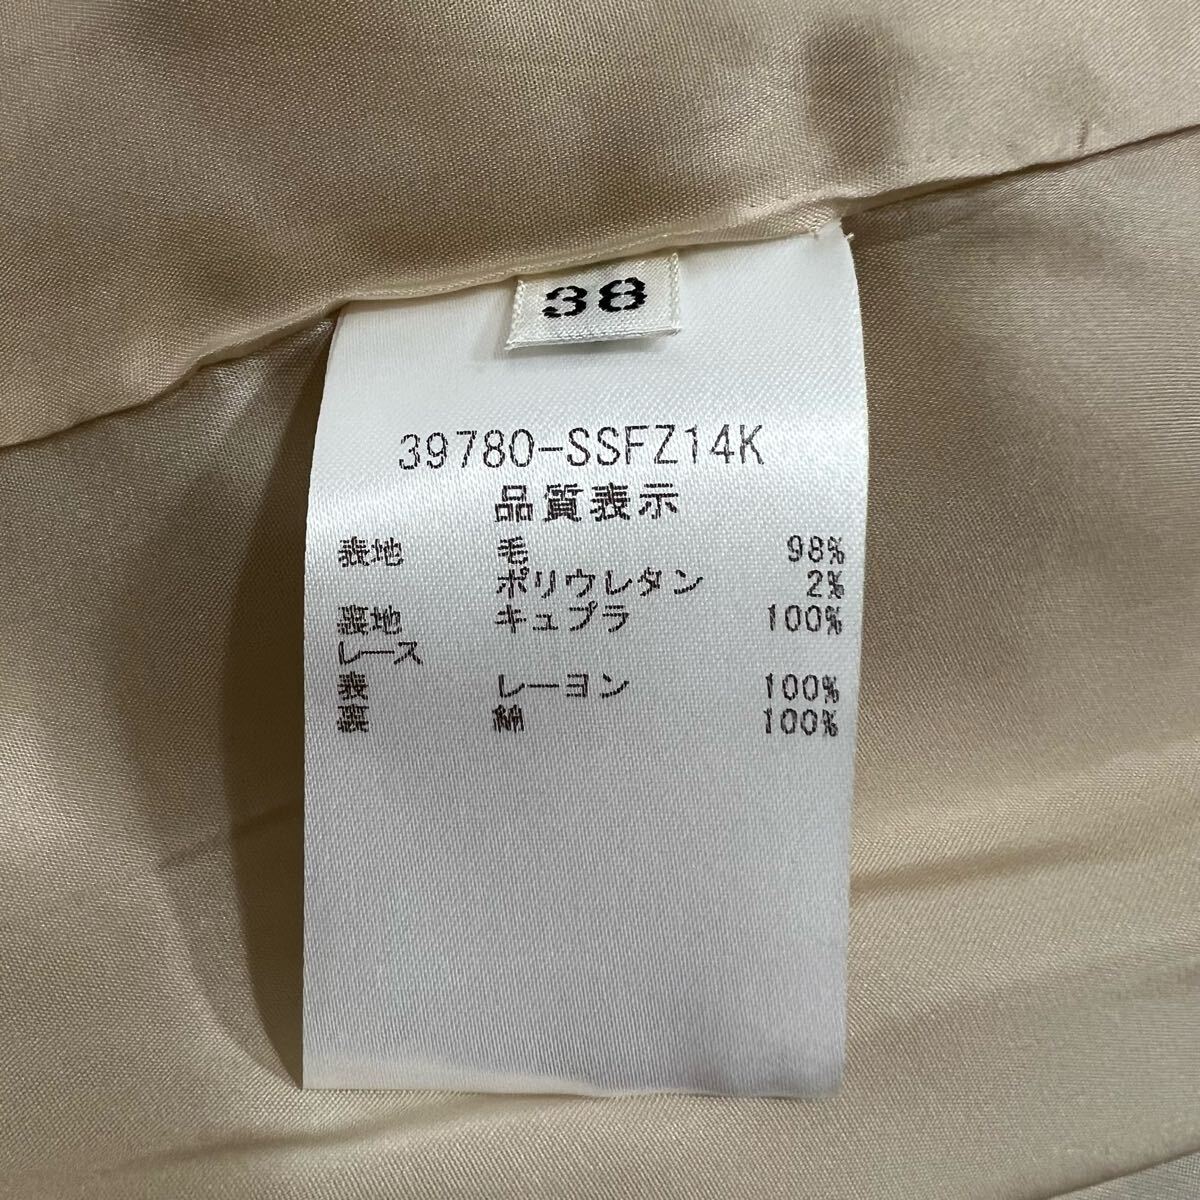 38
39780-SSFZ14K
品質表示
表地 毛 98%
ポリウレタン 2%
裏地 キュプラ 100%
レース
表 レーヨン 100%
裏 綿 100%